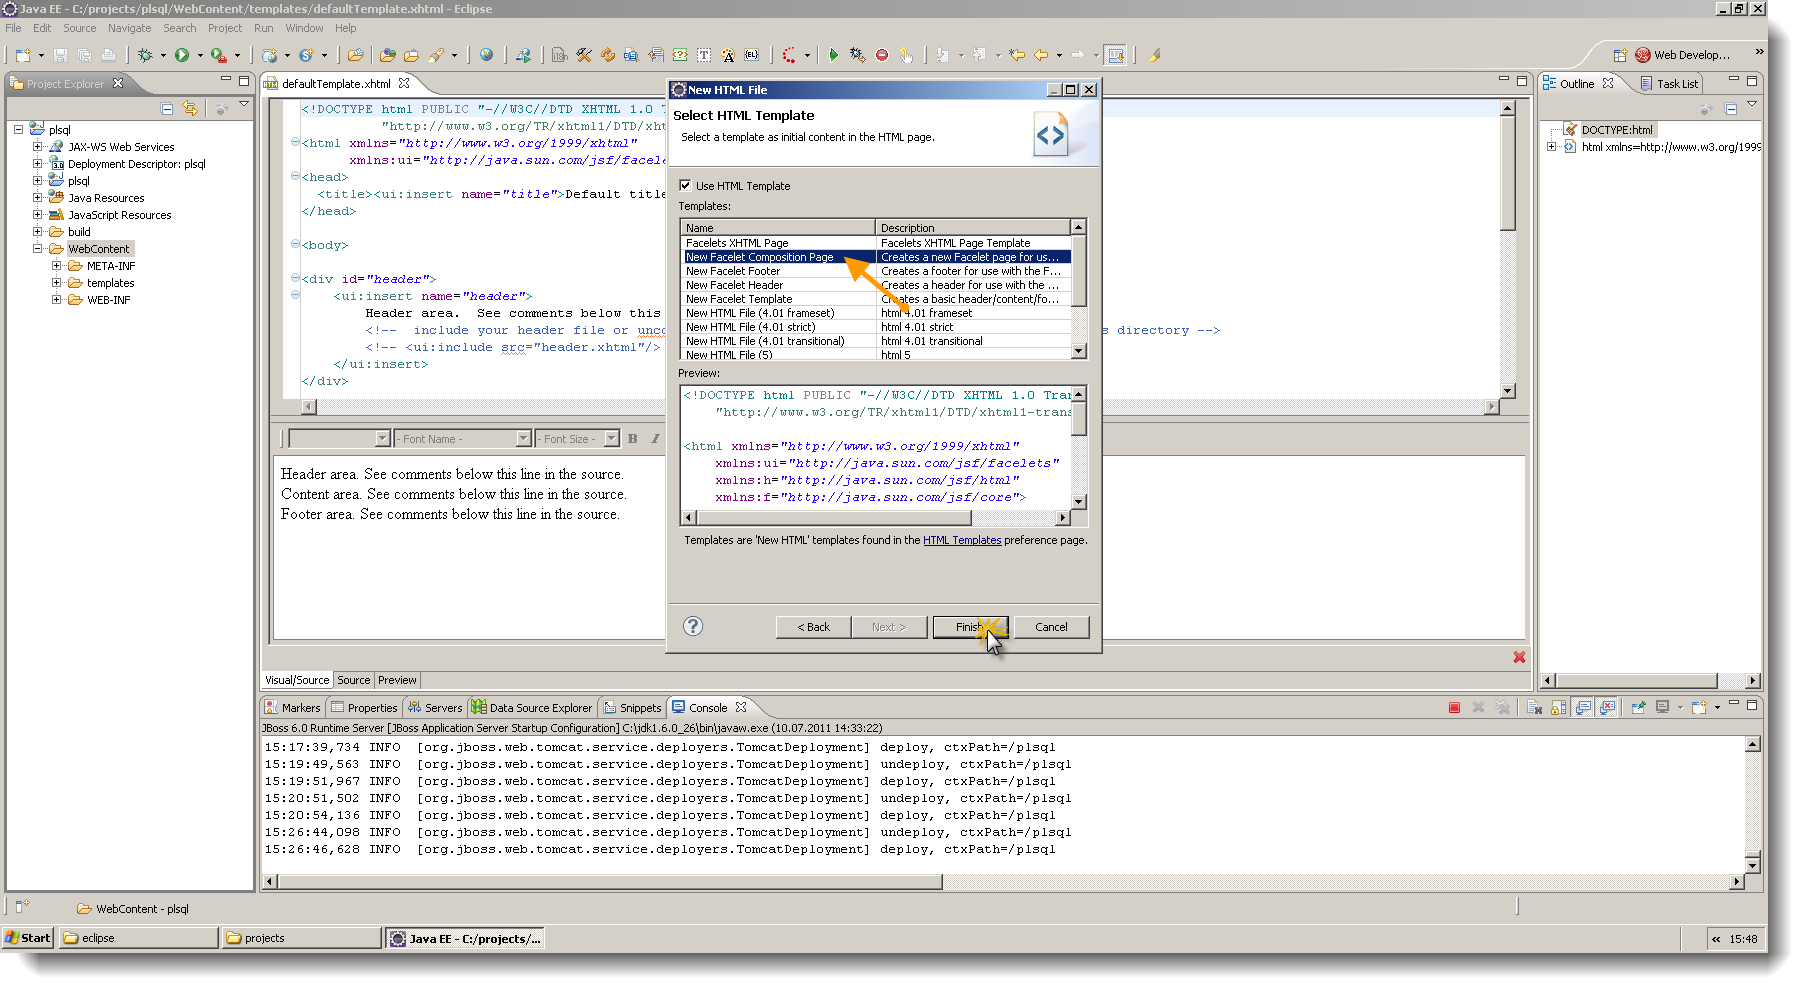 Java EE - C:/projects/plsql/WebContent/templates/defaultTemplate.xhtml - Eclipse
File Edit Source Navigate Search Project Run Window Help
Web Develop... »
Project Explorer
plsql
JAX-WS Web Services
Deployment Descriptor: plsql
plsql
Java Resources
JavaScript Resources
build
WebContent
META-INF
templates
WEB-INF
defaultTemplate.xhtml
<!DOCTYPE html PUBLIC "-//W3C//DTD XHTML 1.0 T
"http://www.w3.org/TR/xhtml1/DTD/xht
<html xmlns="http://www.w3.org/1999/xhtml"
xmlns:ui="http://java.sun.com/jsf/facel
<head>
<title><ui:insert name="title">Default title
</head>
<body>
<div id="header">
<ui:insert name="header">
Header area.  See comments below this
<!--  include your header file or unco
s directory -->
<!-- <ui:include src="header.xhtml"/>
</ui:insert>
</div>
- Font Name - - Font Size - B I
Header area. See comments below this line in the source.
Content area. See comments below this line in the source.
Footer area. See comments below this line in the source.
Visual/Source Source Preview
New HTML File
Select HTML Template
Select a template as initial content in the HTML page.
Use HTML Template
Templates:
Name Description
Facelets XHTML Page Facelets XHTML Page Template
New Facelet Composition Page Creates a new Facelet page for us...
New Facelet Footer Creates a footer for use with the F...
New Facelet Header Creates a header for use with the ...
New Facelet Template Creates a basic header/content/fo...
New HTML File (4.01 frameset) html 4.01 frameset
New HTML File (4.01 strict) html 4.01 strict
New HTML File (4.01 transitional) html 4.01 transitional
New HTML File (5) html 5
Preview:
<!DOCTYPE html PUBLIC "-//W3C//DTD XHTML 1.0 Tran
"http://www.w3.org/TR/xhtml1/DTD/xhtml1-trans
<html xmlns="http://www.w3.org/1999/xhtml"
xmlns:ui="http://java.sun.com/jsf/facelets"
xmlns:h="http://java.sun.com/jsf/html"
xmlns:f="http://java.sun.com/jsf/core">
Templates are 'New HTML' templates found in the HTML Templates preference page.
? < Back Next > Finish Cancel
Outline Task List
DOCTYPE:html
html xmlns=http://www.w3.org/1999
Markers Properties Servers Data Source Explorer Snippets Console
JBoss 6.0 Runtime Server [JBoss Application Server Startup Configuration] C:\jdk1.6.0_26\bin\javaw.exe (10.07.2011 14:33:22)
15:17:39,734 INFO  [org.jboss.web.tomcat.service.deployers.TomcatDeployment] deploy, ctxPath=/plsql
15:19:49,563 INFO  [org.jboss.web.tomcat.service.deployers.TomcatDeployment] undeploy, ctxPath=/plsql
15:19:51,967 INFO  [org.jboss.web.tomcat.service.deployers.TomcatDeployment] deploy, ctxPath=/plsql
15:20:51,502 INFO  [org.jboss.web.tomcat.service.deployers.TomcatDeployment] undeploy, ctxPath=/plsql
15:20:54,136 INFO  [org.jboss.web.tomcat.service.deployers.TomcatDeployment] deploy, ctxPath=/plsql
15:26:44,098 INFO  [org.jboss.web.tomcat.service.deployers.TomcatDeployment] undeploy, ctxPath=/plsql
15:26:46,628 INFO  [org.jboss.web.tomcat.service.deployers.TomcatDeployment] deploy, ctxPath=/plsql
WebContent - plsql
Start eclipse projects Java EE - C:/projects/... « 15:48